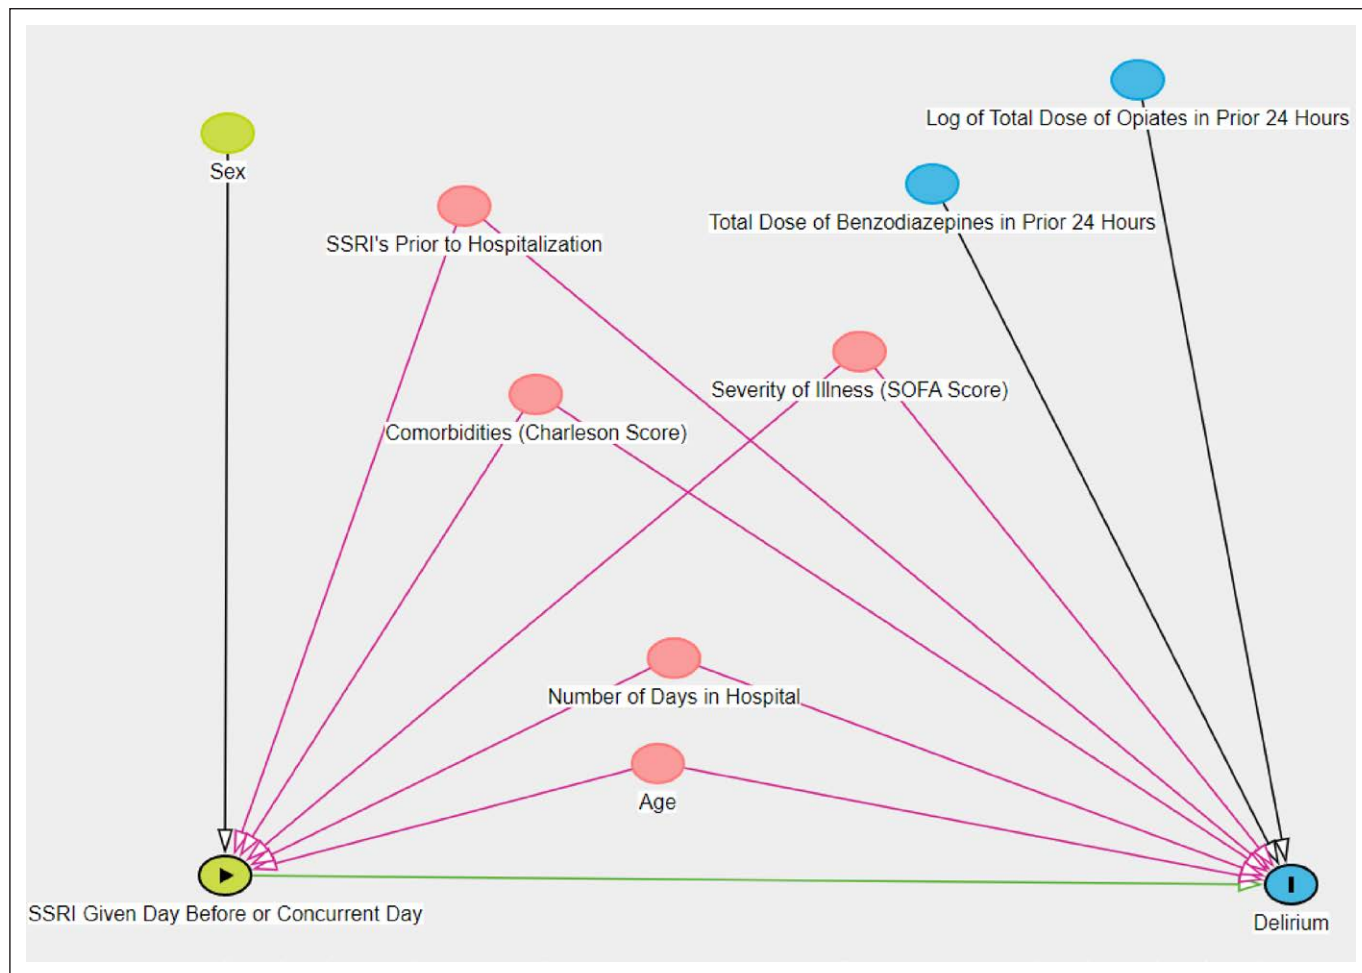 Log of Total Dose of Opiates in Prior 24 Hours
Sex
Total Dose of Benzodiazepines in Prior 24 Hours
SSRI's Prior to Hospitalization
Severity of Illness (SOFA Score)
Comorbidities (Charleson Score)
Number of Days in Hospital
Age
SSRI Given Day Before or Concurrent Day
Delirium